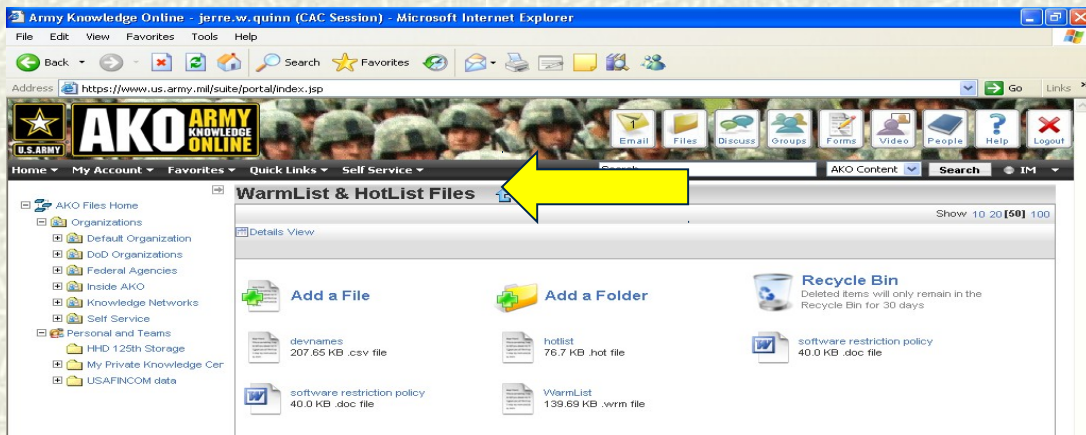 Army Knowledge Online - jerre.w.quinn (CAC Session) - Microsoft Internet Explorer
File Edit View Favorites Tools Help
Back Search Favorites
Address https://www.us.army.mil/suite/portal/index.jsp Go Links
U.S.ARMY AKO ARMY KNOWLEDGE ONLINE
1
Email Files Discuss Groups Forms Video People Help Logout
Home My Account Favorites Quick Links Self Service Search AKO Content Search IM
WarmList & HotList Files
Show 10 20 [50] 100
Details View
AKO Files Home
Organizations
Default Organization
DoD Organizations
Federal Agencies
Inside AKO
Knowledge Networks
Self Service
Personal and Teams
HHD 125th Storage
My Private Knowledge Cen
USAFINCOM data
Add a File
Add a Folder
Recycle Bin
Deleted items will only remain in the
Recycle Bin for 30 days
devnames
207.65 KB .csv file
hotlist
76.7 KB .hot file
software restriction policy
40.0 KB .doc file
software restriction policy
40.0 KB .doc file
WarmList
139.69 KB .wrm file